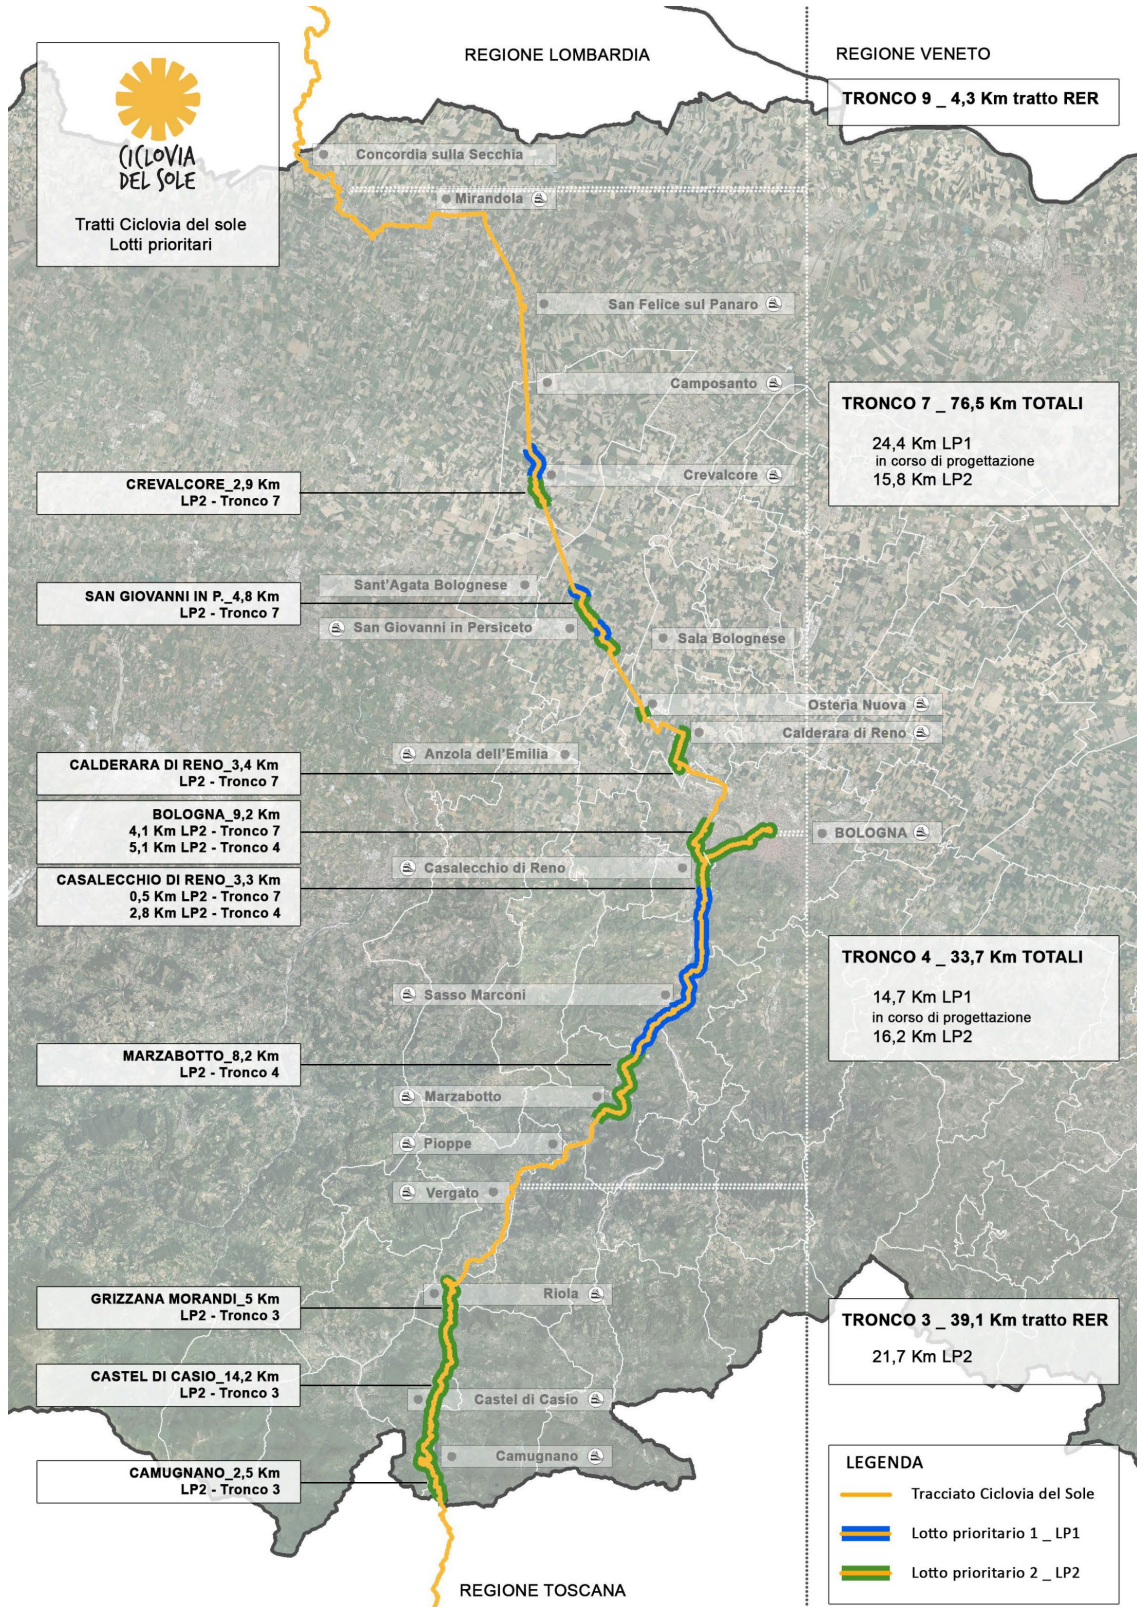 REGIONE LOMBARDIA
REGIONE VENETO
CICLOVIA
DEL SOLE
Tratti Ciclovia del sole
Lotti prioritari
TRONCO 9 _ 4,3 Km tratto RER
Concordia sulla Secchia
Mirandola
San Felice sul Panaro
Camposanto
TRONCO 7 _ 76,5 Km TOTALI
24,4 Km LP1
in corso di progettazione
15,8 Km LP2
Crevalcore
CREVALCORE_2,9 Km
LP2 - Tronco 7
Sant'Agata Bolognese
SAN GIOVANNI IN P._4,8 Km
LP2 - Tronco 7
San Giovanni in Persiceto
Sala Bolognese
Osteria Nuova
Calderara di Reno
Anzola dell'Emilia
CALDERARA DI RENO_3,4 Km
LP2 - Tronco 7
BOLOGNA_9,2 Km
4,1 Km LP2 - Tronco 7
5,1 Km LP2 - Tronco 4
BOLOGNA
Casalecchio di Reno
CASALECCHIO DI RENO_3,3 Km
0,5 Km LP2 - Tronco 7
2,8 Km LP2 - Tronco 4
TRONCO 4 _ 33,7 Km TOTALI
14,7 Km LP1
in corso di progettazione
16,2 Km LP2
Sasso Marconi
MARZABOTTO_8,2 Km
LP2 - Tronco 4
Marzabotto
Pioppe
Vergato
Riola
GRIZZANA MORANDI_5 Km
LP2 - Tronco 3
TRONCO 3 _ 39,1 Km tratto RER
21,7 Km LP2
CASTEL DI CASIO_14,2 Km
LP2 - Tronco 3
Castel di Casio
Camugnano
CAMUGNANO_2,5 Km
LP2 - Tronco 3
LEGENDA
Tracciato Ciclovia del Sole
Lotto prioritario 1 _ LP1
Lotto prioritario 2 _ LP2
REGIONE TOSCANA